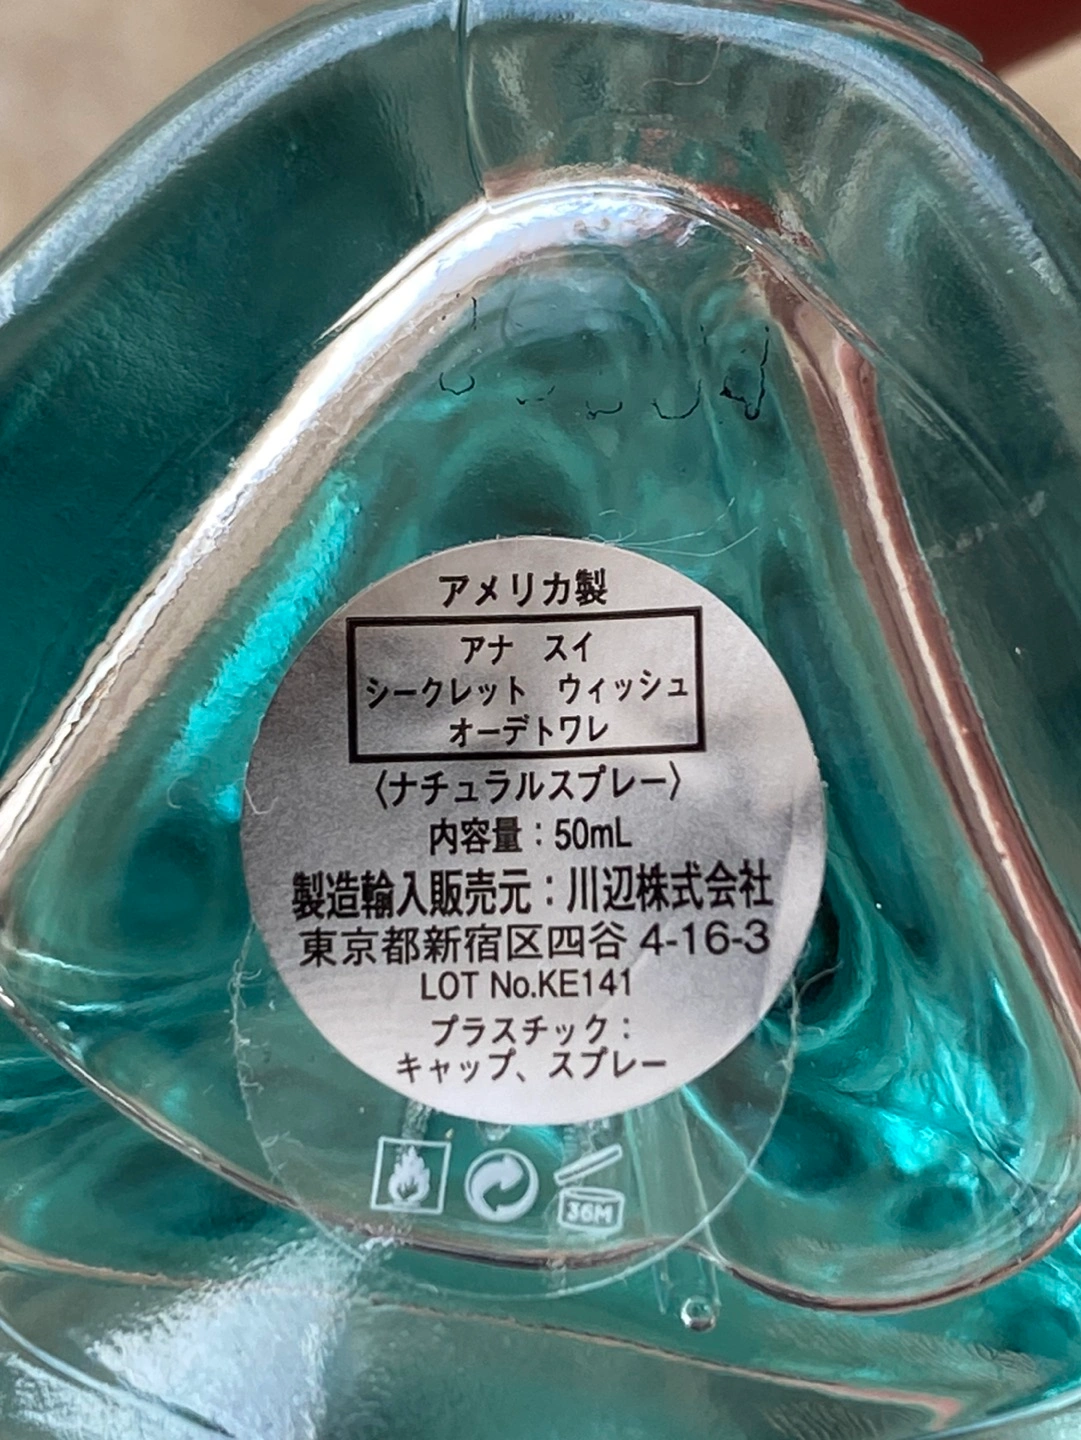 アメリカ製
アナ　スイ
シークレット　ウィッシュ
オーデトワレ
〈ナチュラルスプレー〉
内容量：50mL
製造輸入販売元：川辺株式会社
東京都新宿区四谷 4-16-3
LOT No.KE141
プラスチック：
キャップ、スプレー
36M